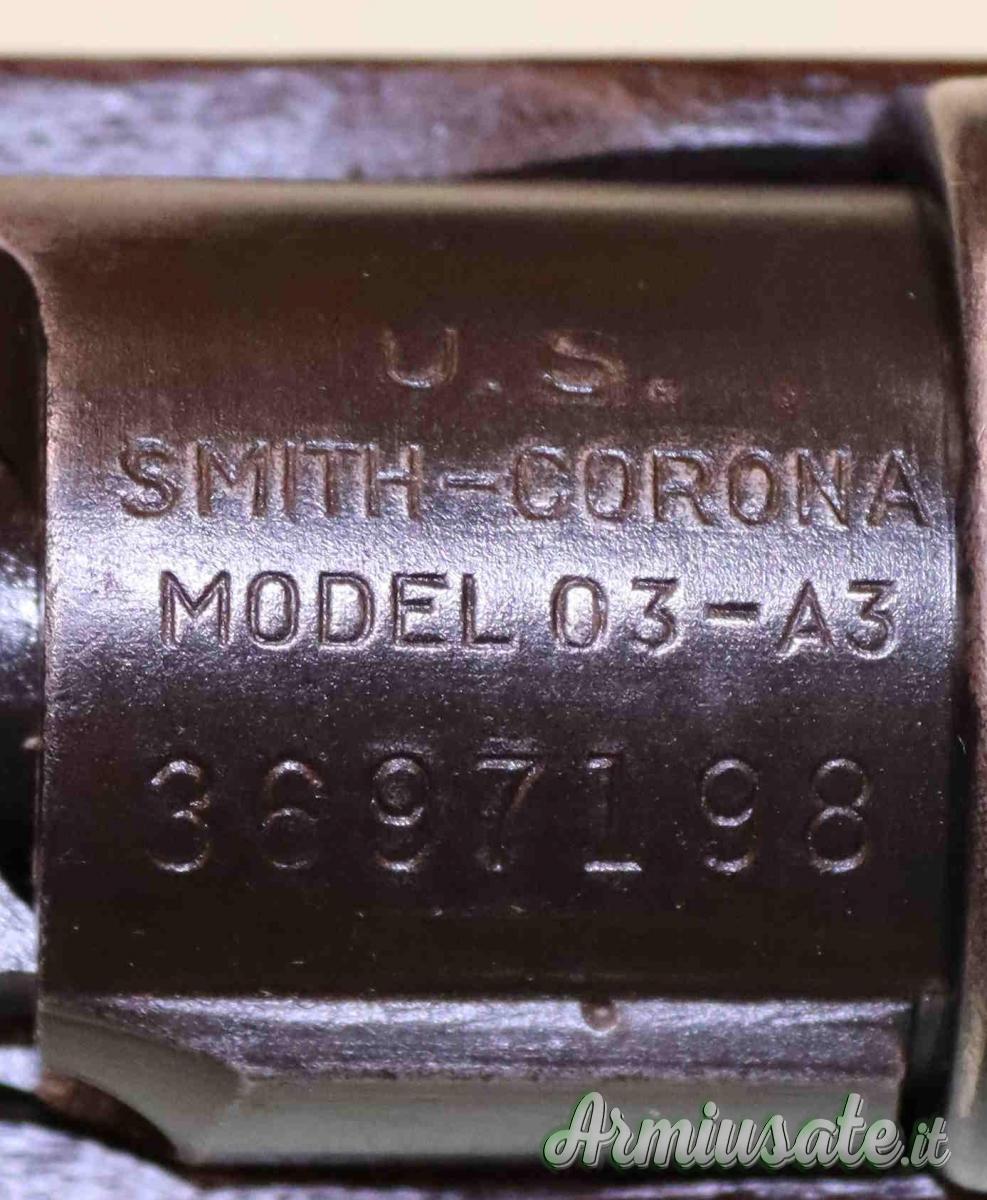 U.S.
SMITH-CORONA
MODEL 03-A3
3697198
Armiusate.it